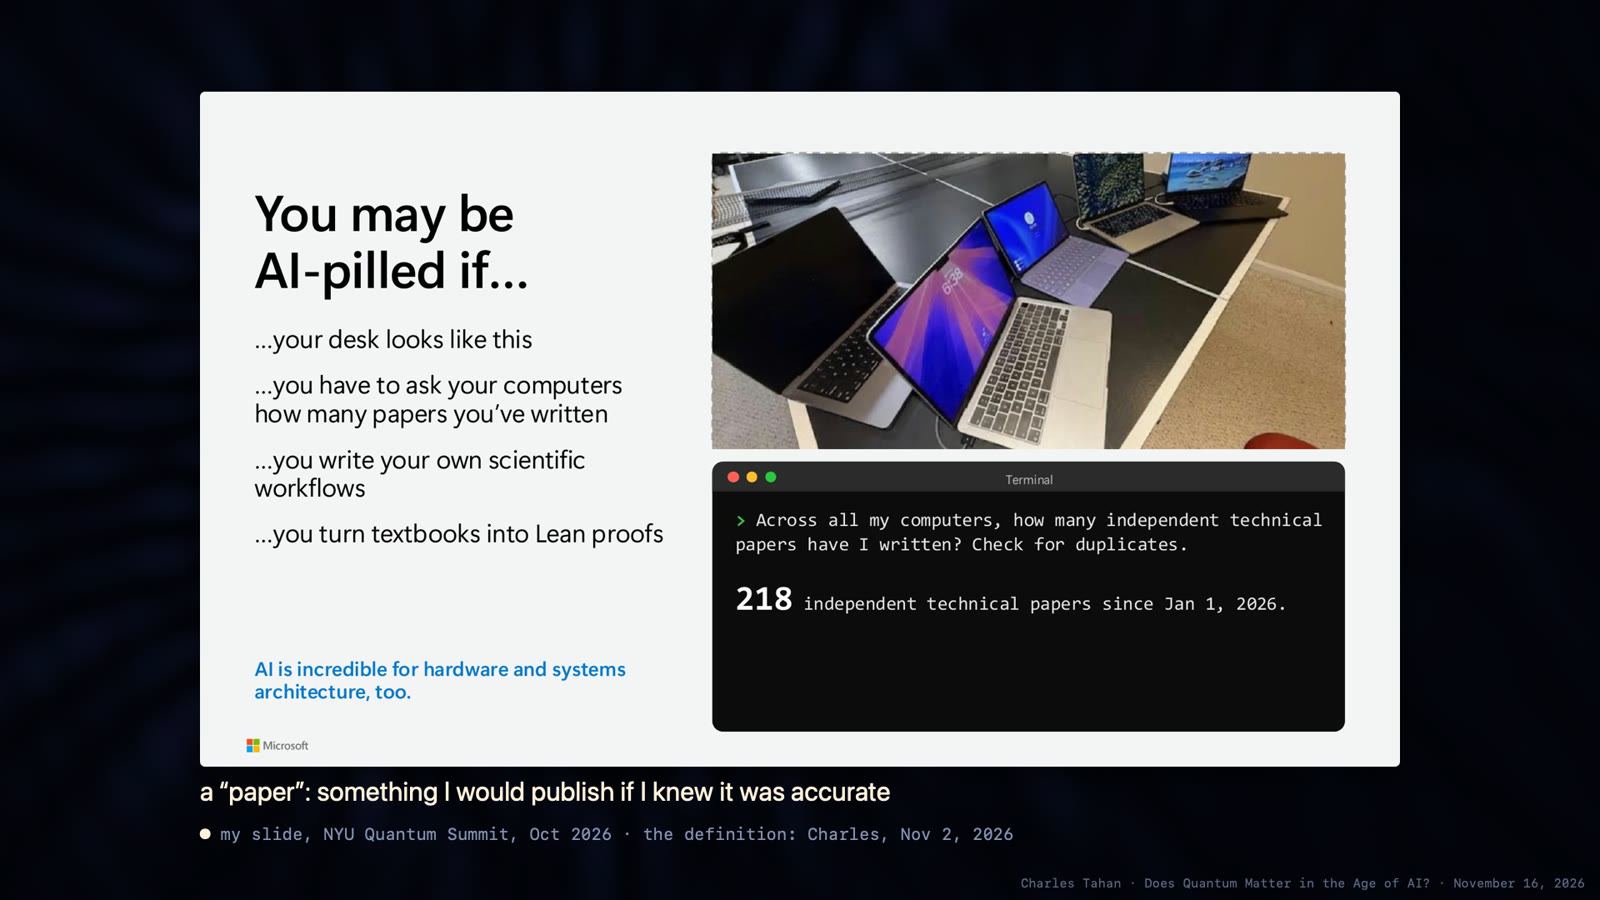 You may be
AI-pilled if...
...your desk looks like this
...you have to ask your computers
how many papers you've written
...you write your own scientific
workflows
...you turn textbooks into Lean proofs
AI is incredible for hardware and systems
architecture, too.
Microsoft
6:38
Terminal
> Across all my computers, how many independent technical
papers have I written? Check for duplicates.
218 independent technical papers since Jan 1, 2026.
a “paper”: something I would publish if I knew it was accurate
my slide, NYU Quantum Summit, Oct 2026 · the definition: Charles, Nov 2, 2026
Charles Tahan · Does Quantum Matter in the Age of AI? · November 16, 2026